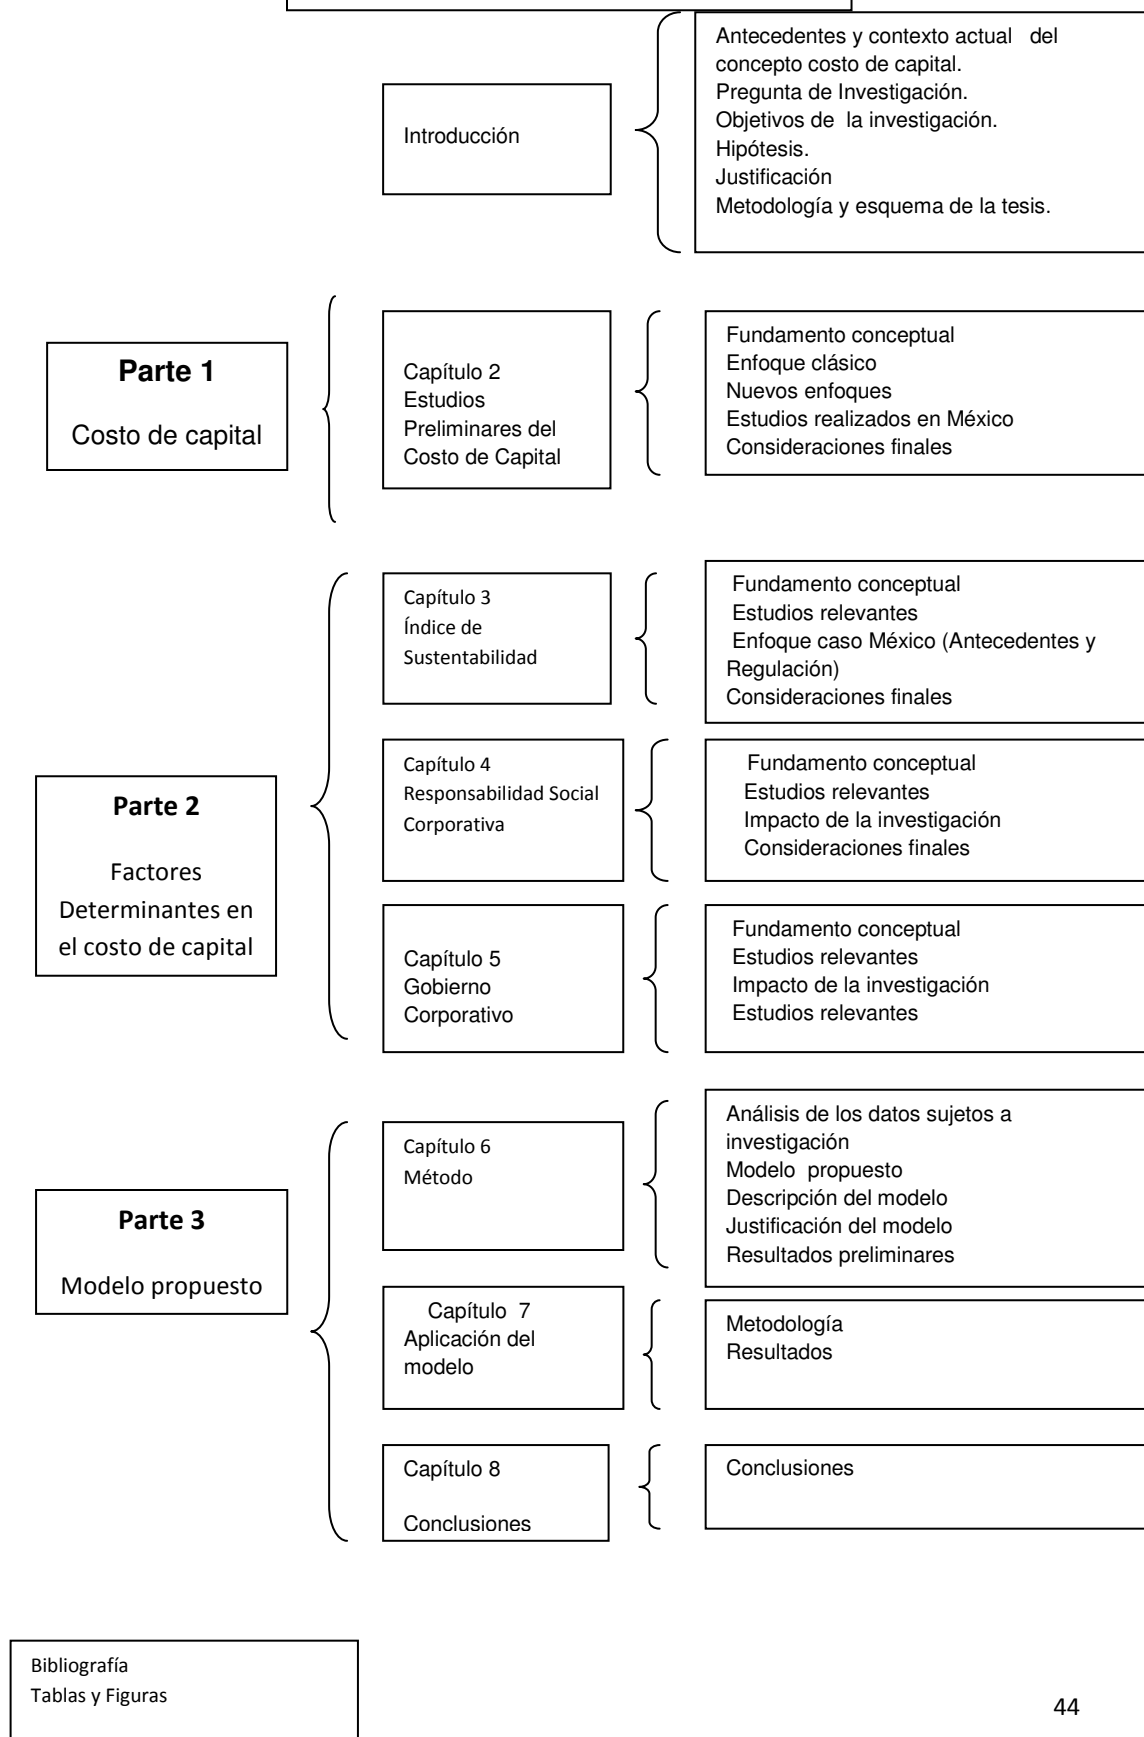 Introducción
Antecedentes y contexto actual   del
concepto costo de capital.
Pregunta de Investigación.
Objetivos de  la investigación.
Hipótesis.
Justificación
Metodología y esquema de la tesis.
Parte 1
Costo de capital
Capítulo 2
Estudios
Preliminares del
Costo de Capital
Fundamento conceptual
Enfoque clásico
Nuevos enfoques
Estudios realizados en México
Consideraciones finales
Parte 2
Factores
Determinantes en
el costo de capital
Capítulo 3
Índice de
Sustentabilidad
Fundamento conceptual
Estudios relevantes
Enfoque caso México (Antecedentes y
Regulación)
Consideraciones finales
Capítulo 4
Responsabilidad Social
Corporativa
Fundamento conceptual
Estudios relevantes
Impacto de la investigación
Consideraciones finales
Capítulo 5
Gobierno
Corporativo
Fundamento conceptual
Estudios relevantes
Impacto de la investigación
Estudios relevantes
Parte 3
Modelo propuesto
Capítulo 6
Método
Análisis de los datos sujetos a
investigación
Modelo  propuesto
Descripción del modelo
Justificación del modelo
Resultados preliminares
Capítulo  7
Aplicación del
modelo
Metodología
Resultados
Capítulo 8
Conclusiones
Conclusiones
Bibliografía
Tablas y Figuras
44